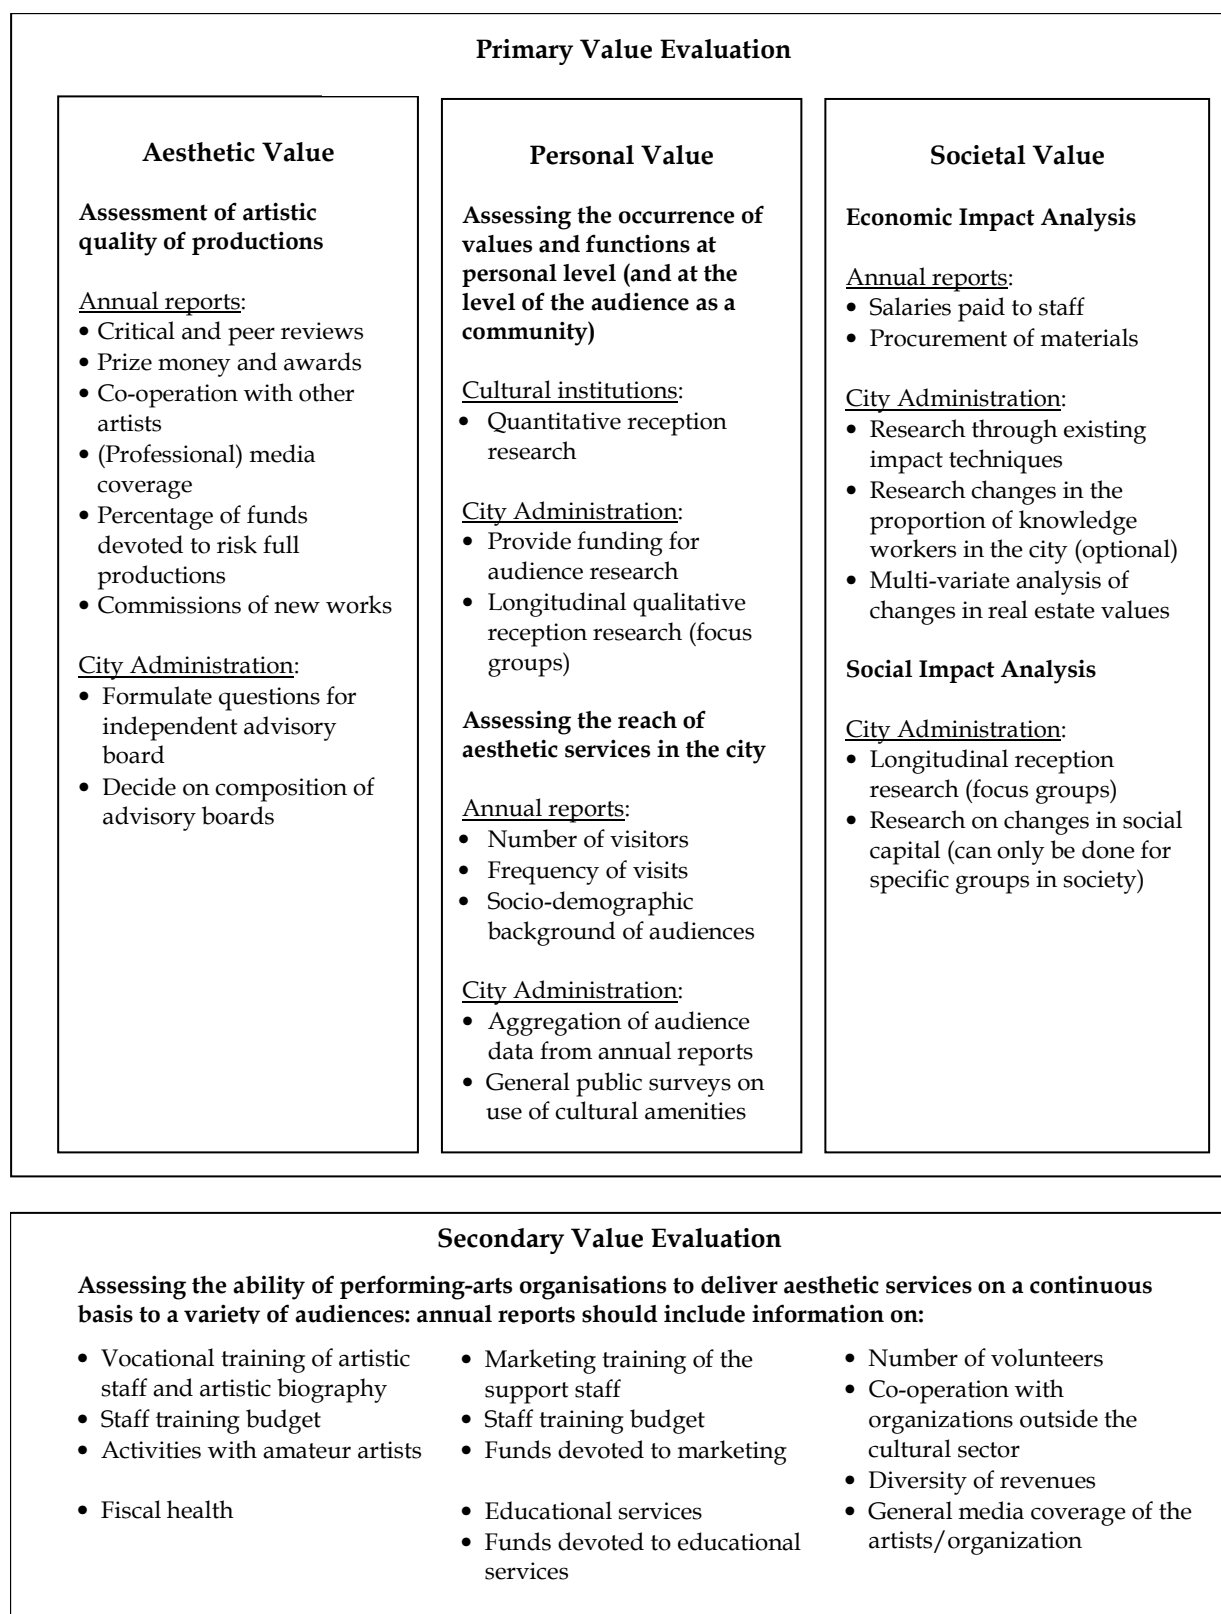 Primary Value Evaluation
Aesthetic Value
Assessment of artistic
quality of productions
Annual reports:
• Critical and peer reviews
• Prize money and awards
• Co-operation with other
artists
• (Professional) media
coverage
• Percentage of funds
devoted to risk full
productions
• Commissions of new works
City Administration:
• Formulate questions for
independent advisory
board
• Decide on composition of
advisory boards
Personal Value
Assessing the occurrence of
values and functions at
personal level (and at the
level of the audience as a
community)
Cultural institutions:
• Quantitative reception
research
City Administration:
• Provide funding for
audience research
• Longitudinal qualitative
reception research (focus
groups)
Assessing the reach of
aesthetic services in the city
Annual reports:
• Number of visitors
• Frequency of visits
• Socio-demographic
background of audiences
City Administration:
• Aggregation of audience
data from annual reports
• General public surveys on
use of cultural amenities
Societal Value
Economic Impact Analysis
Annual reports:
• Salaries paid to staff
• Procurement of materials
City Administration:
• Research through existing
impact techniques
• Research changes in the
proportion of knowledge
workers in the city (optional)
• Multi-variate analysis of
changes in real estate values
Social Impact Analysis
City Administration:
• Longitudinal reception
research (focus groups)
• Research on changes in social
capital (can only be done for
specific groups in society)
Secondary Value Evaluation
Assessing the ability of performing-arts organisations to deliver aesthetic services on a continuous
basis to a variety of audiences: annual reports should include information on:
• Vocational training of artistic
staff and artistic biography
• Staff training budget
• Activities with amateur artists
• Fiscal health
• Marketing training of the
support staff
• Staff training budget
• Funds devoted to marketing
• Educational services
• Funds devoted to educational
services
• Number of volunteers
• Co-operation with
organizations outside the
cultural sector
• Diversity of revenues
• General media coverage of the
artists/organization